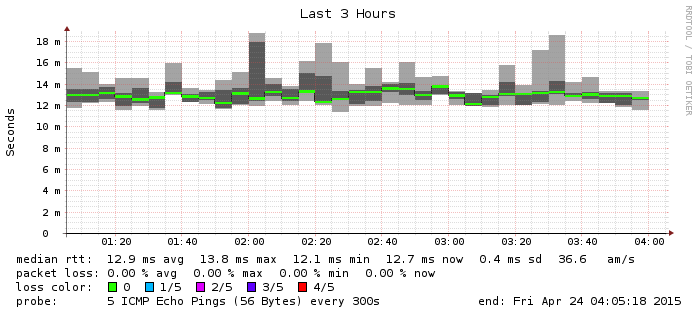 Last 3 Hours
RRDTOOL / TOBI OETIKER
Seconds
18 m
16 m
14 m
12 m
10 m
8 m
6 m
4 m
2 m
0
01:20 01:40 02:00 02:20 02:40 03:00 03:20 03:40 04:00
median rtt: 12.9 ms avg 13.8 ms max 12.1 ms min 12.7 ms now 0.4 ms sd 36.6 am/s
packet loss: 0.00 % avg 0.00 % max 0.00 % min 0.00 % now
loss color: 0 1/5 2/5 3/5 4/5
probe: 5 ICMP Echo Pings (56 Bytes) every 300s end: Fri Apr 24 04:05:18 2015